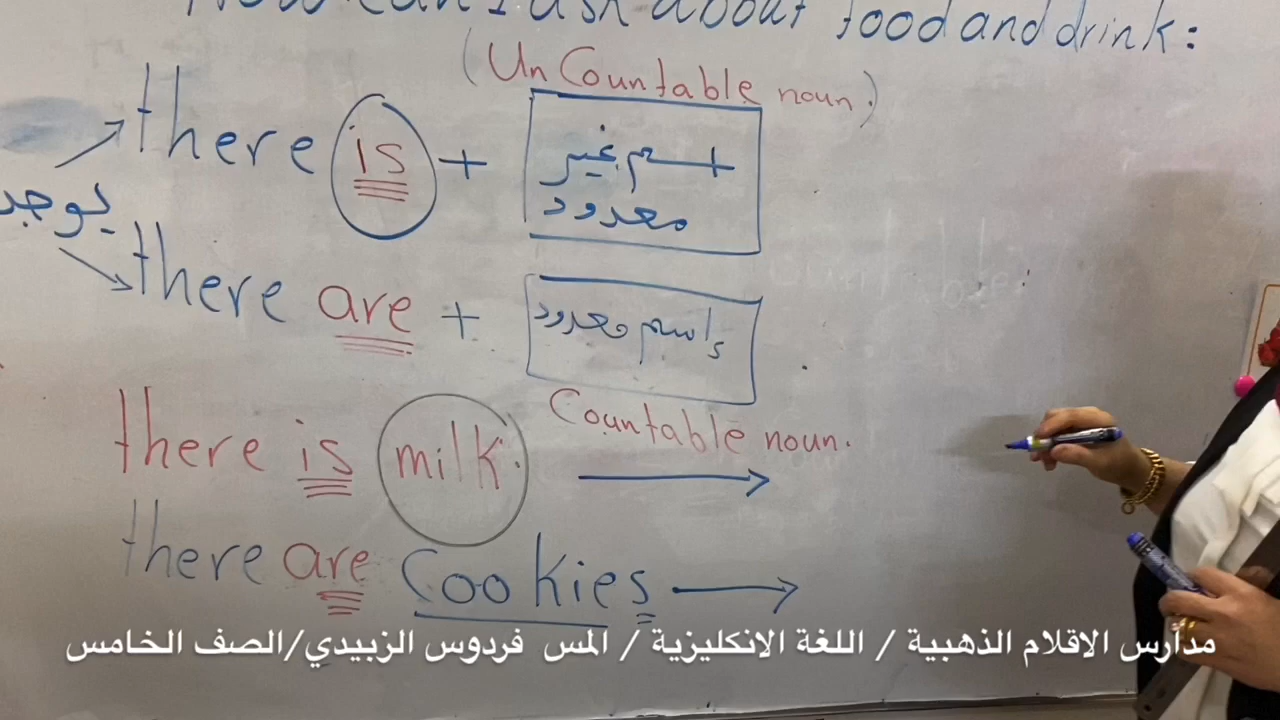 How can I ask about food and drink:
(UnCountable noun.)
there is + اسم غير معدود
يوجد
there are + إسم معدود
Countable noun.
there is milk.
there are Cookies
مدارس الاقلام الذهبية / اللغة الانكليزية / المس فردوس الزبيدي/الصف الخامس